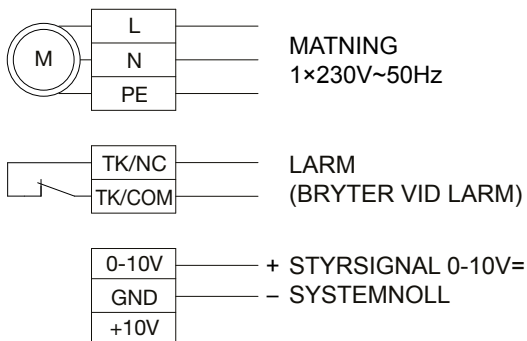 M
L
N
PE
MATNING
1×230V~50Hz
TK/NC
TK/COM
LARM
(BRYTER VID LARM)
0-10V
GND
+10V
+ STYRSIGNAL 0-10V=
– SYSTEMNOLL